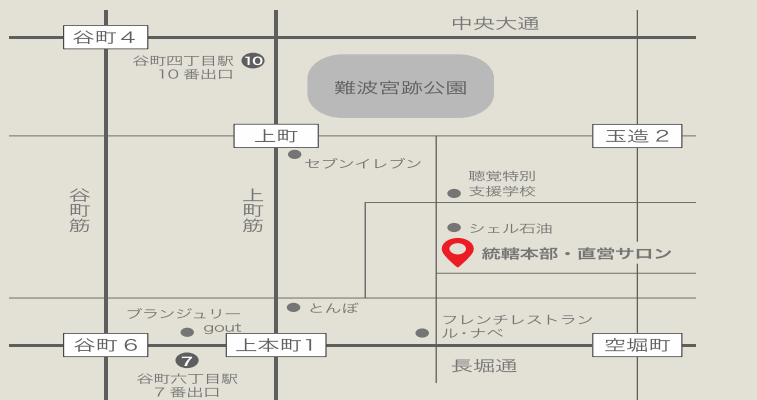 中央大通
谷町4
谷町四丁目駅
10番出口
10
難波宮跡公園
上町
玉造2
セブンイレブン
聴覚特別
支援学校
谷町筋
上町筋
シェル石油
統轄本部・直営サロン
とんぼ
ブランジュリー
gout
フレンチレストラン
ル・ナベ
谷町6
上本町1
空堀町
7
谷町六丁目駅
7番出口
長堀通